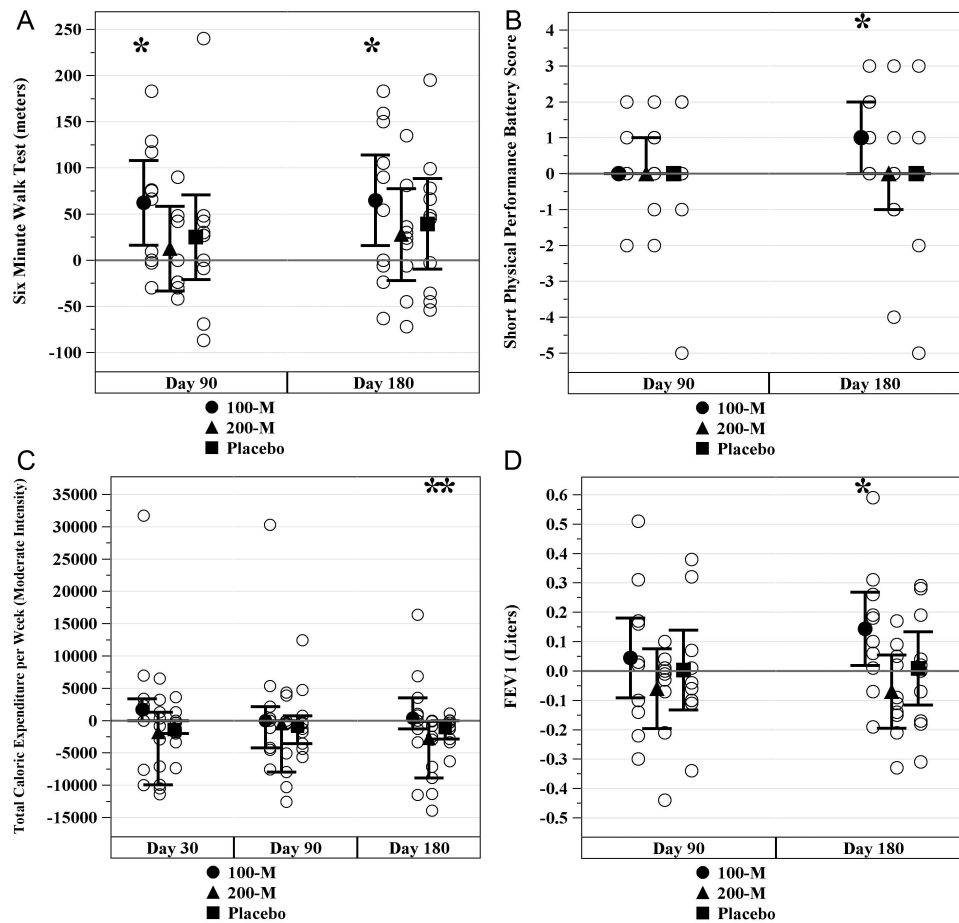 A
Six Minute Walk Test (meters)
250
200
150
100
50
0
-50
-100
*
*
Day 90
Day 180
100-M
200-M
Placebo
B
Short Physical Performance Battery Score
4
3
2
1
0
-1
-2
-3
-4
-5
*
Day 90
Day 180
100-M
200-M
Placebo
C
Total Caloric Expenditure per Week (Moderate Intensity)
35000
30000
25000
20000
15000
10000
5000
0
-5000
-10000
-15000
**
Day 30
Day 90
Day 180
100-M
200-M
Placebo
D
FEV1 (Liters)
0.6
0.5
0.4
0.3
0.2
0.1
0.0
-0.1
-0.2
-0.3
-0.4
-0.5
*
Day 90
Day 180
100-M
200-M
Placebo